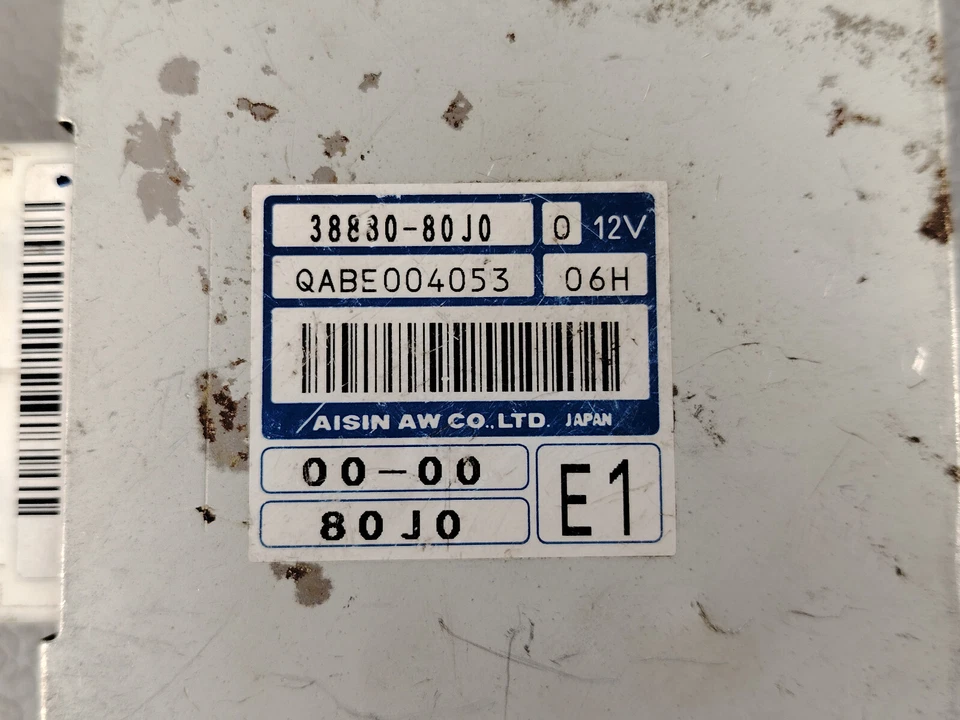 38880-80J0 0 12V
QABE004053 06H
AISIN AW CO.,LTD. JAPAN
00-00
80J0
E1